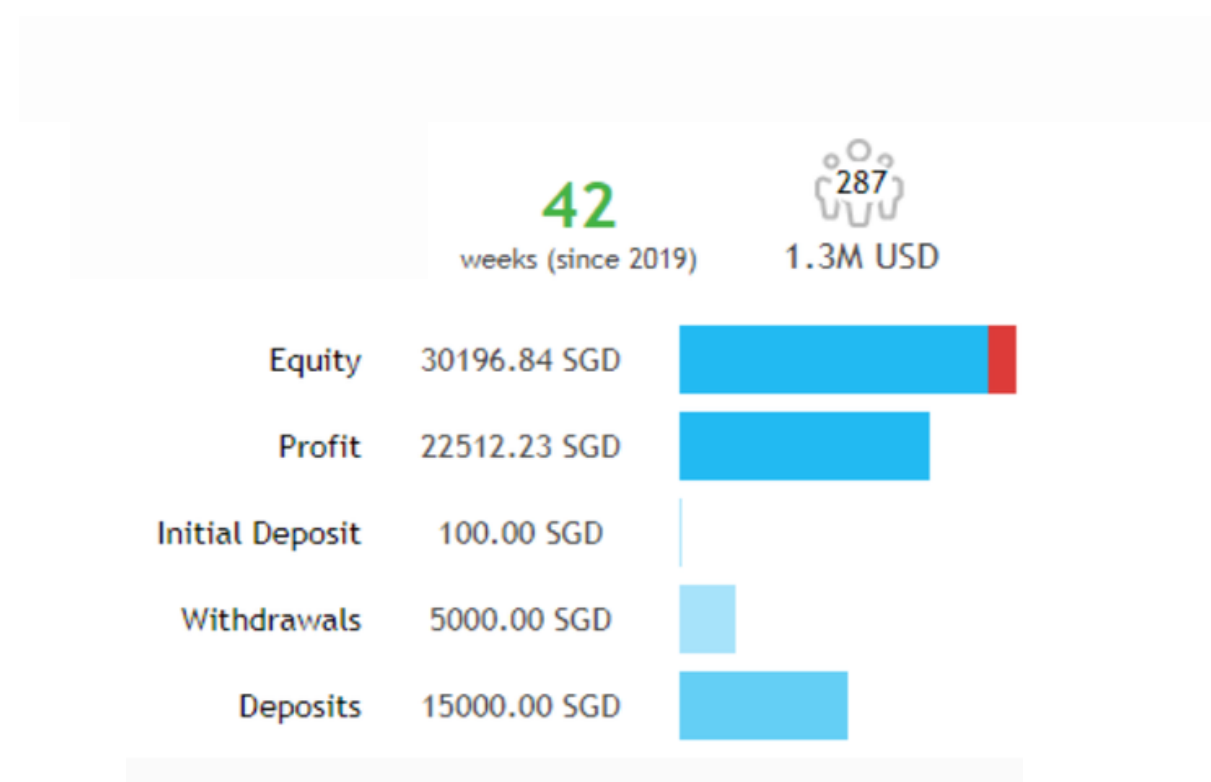 42
287
weeks (since 2019)
1.3M USD
Equity 30196.84 SGD
Profit 22512.23 SGD
Initial Deposit 100.00 SGD
Withdrawals 5000.00 SGD
Deposits 15000.00 SGD